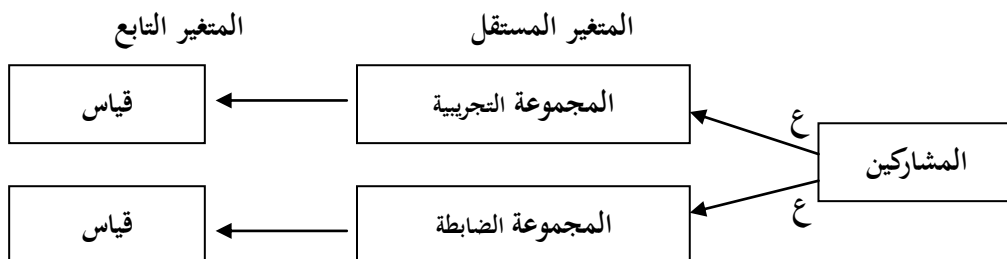 المتغير المستقل
المتغير التابع
المشاركين
ع
ع
المجموعة التجريبية
قياس
المجموعة الضابطة
قياس